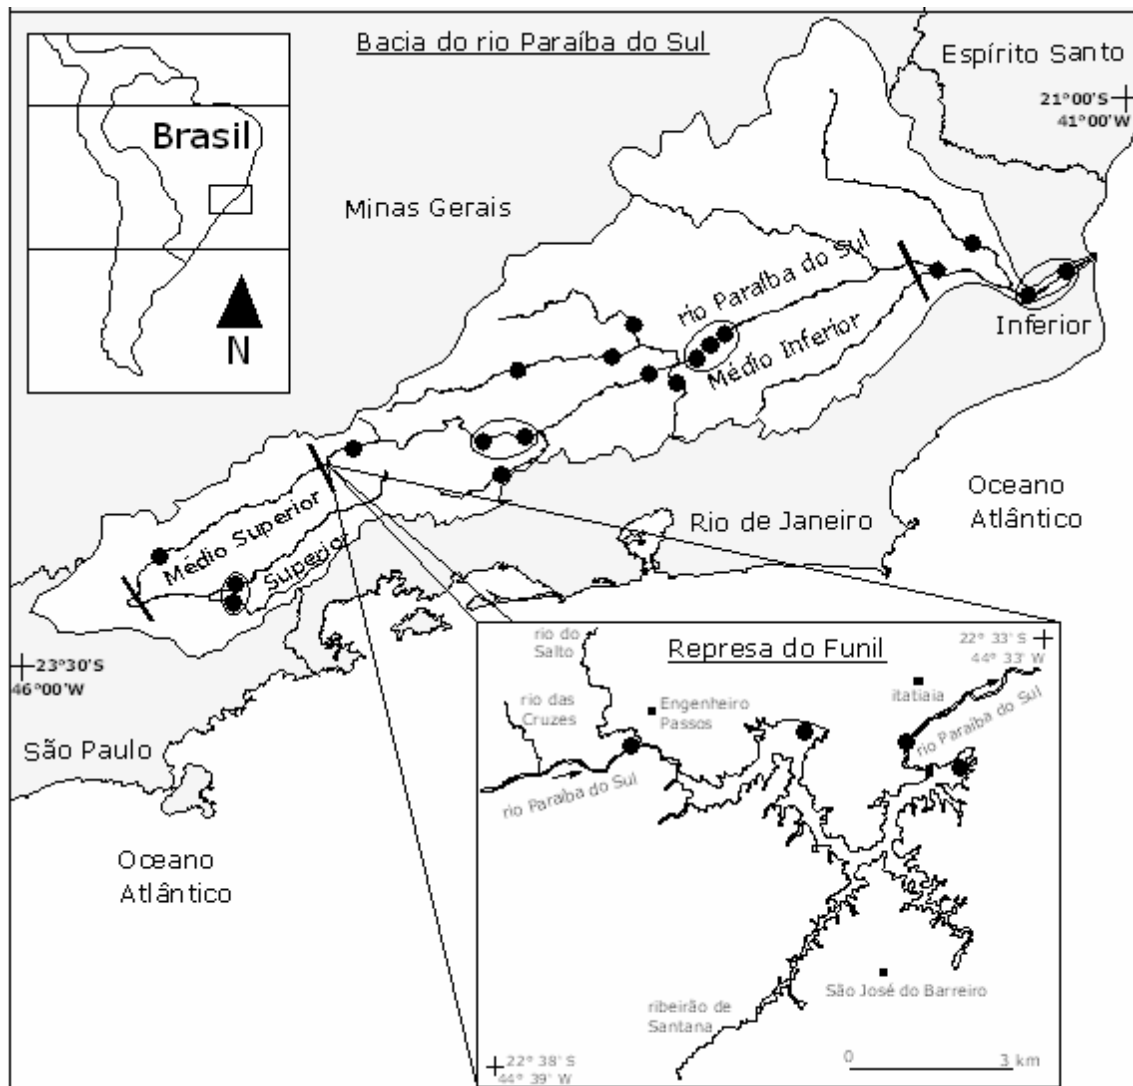 Bacia do rio Paraíba do Sul
Espírito Santo
21°00'S
41°00'W
Brasil
N
Minas Gerais
rio Paraíba do Sul
Médio Inferior
Inferior
Médio Superior
Superior
Rio de Janeiro
Oceano
Atlântico
23°30'S
46°00'W
São Paulo
Oceano
Atlântico
Represa do Funil
22° 33'S
44° 33' W
rio do
Salto
rio das
Cruzes
Engenheiro
Passos
itatiaia
rio Paraíba do Sul
rio Paraíba do Sul
São José do Barreiro
ribeirão de
Santana
22° 38' S
44° 39' W
0
3 km